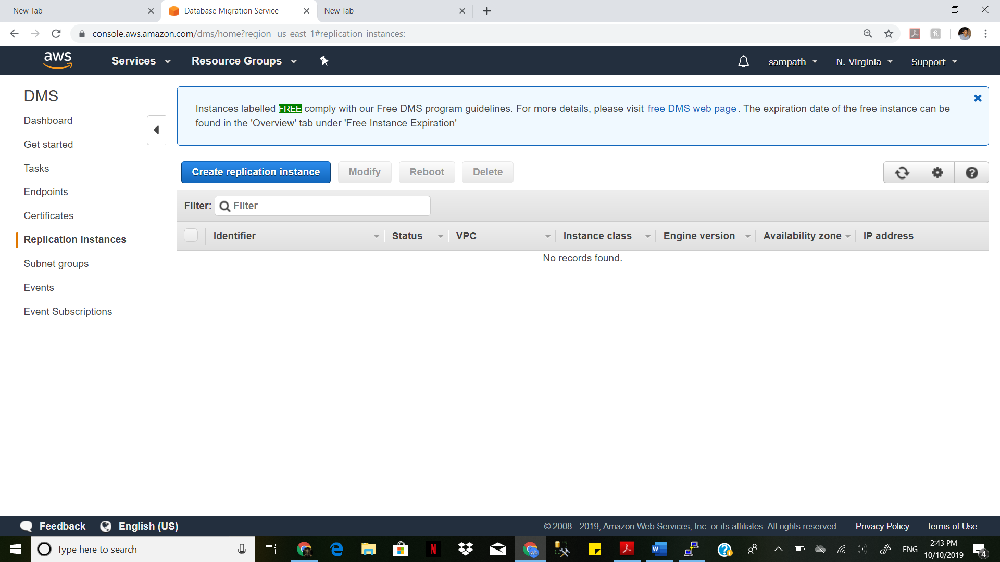 New Tab
Database Migration Service
New Tab
console.aws.amazon.com/dms/home?region=us-east-1#replication-instances:
aws
Services
Resource Groups
sampath
N. Virginia
Support
DMS
Dashboard
Get started
Tasks
Endpoints
Certificates
Replication instances
Subnet groups
Events
Event Subscriptions
Instances labelled FREE comply with our Free DMS program guidelines. For more details, please visit free DMS web page. The expiration date of the free instance can be
found in the 'Overview' tab under 'Free Instance Expiration'
Create replication instance
Modify
Reboot
Delete
Filter:
Filter
Identifier
Status
VPC
Instance class
Engine version
Availability zone
IP address
No records found.
Feedback
English (US)
© 2008 - 2019, Amazon Web Services, Inc. or its affiliates. All rights reserved.
Privacy Policy
Terms of Use
Type here to search
ENG
2:43 PM
10/10/2019
4